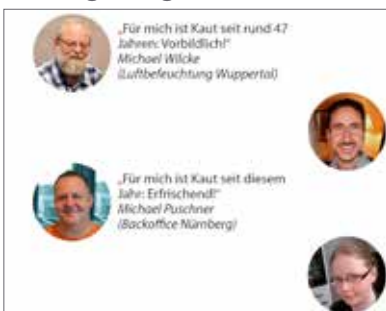 „Für mich ist Kaut seit rund 47
Jahren: Vorbildlich!"
Michael Wilcke
(Luftbefeuchtung Wuppertal)
„Für mich ist Kaut seit diesem
Jahr: Erfrischend!"
Michael Puschner
(Backoffice Nürnberg)